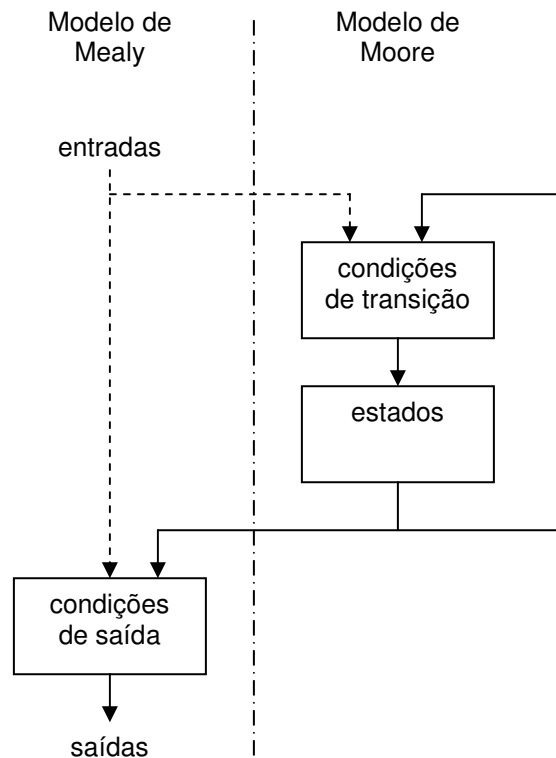 Modelo de
Mealy
Modelo de
Moore
entradas
condições
de transição
estados
condições
de saída
saídas